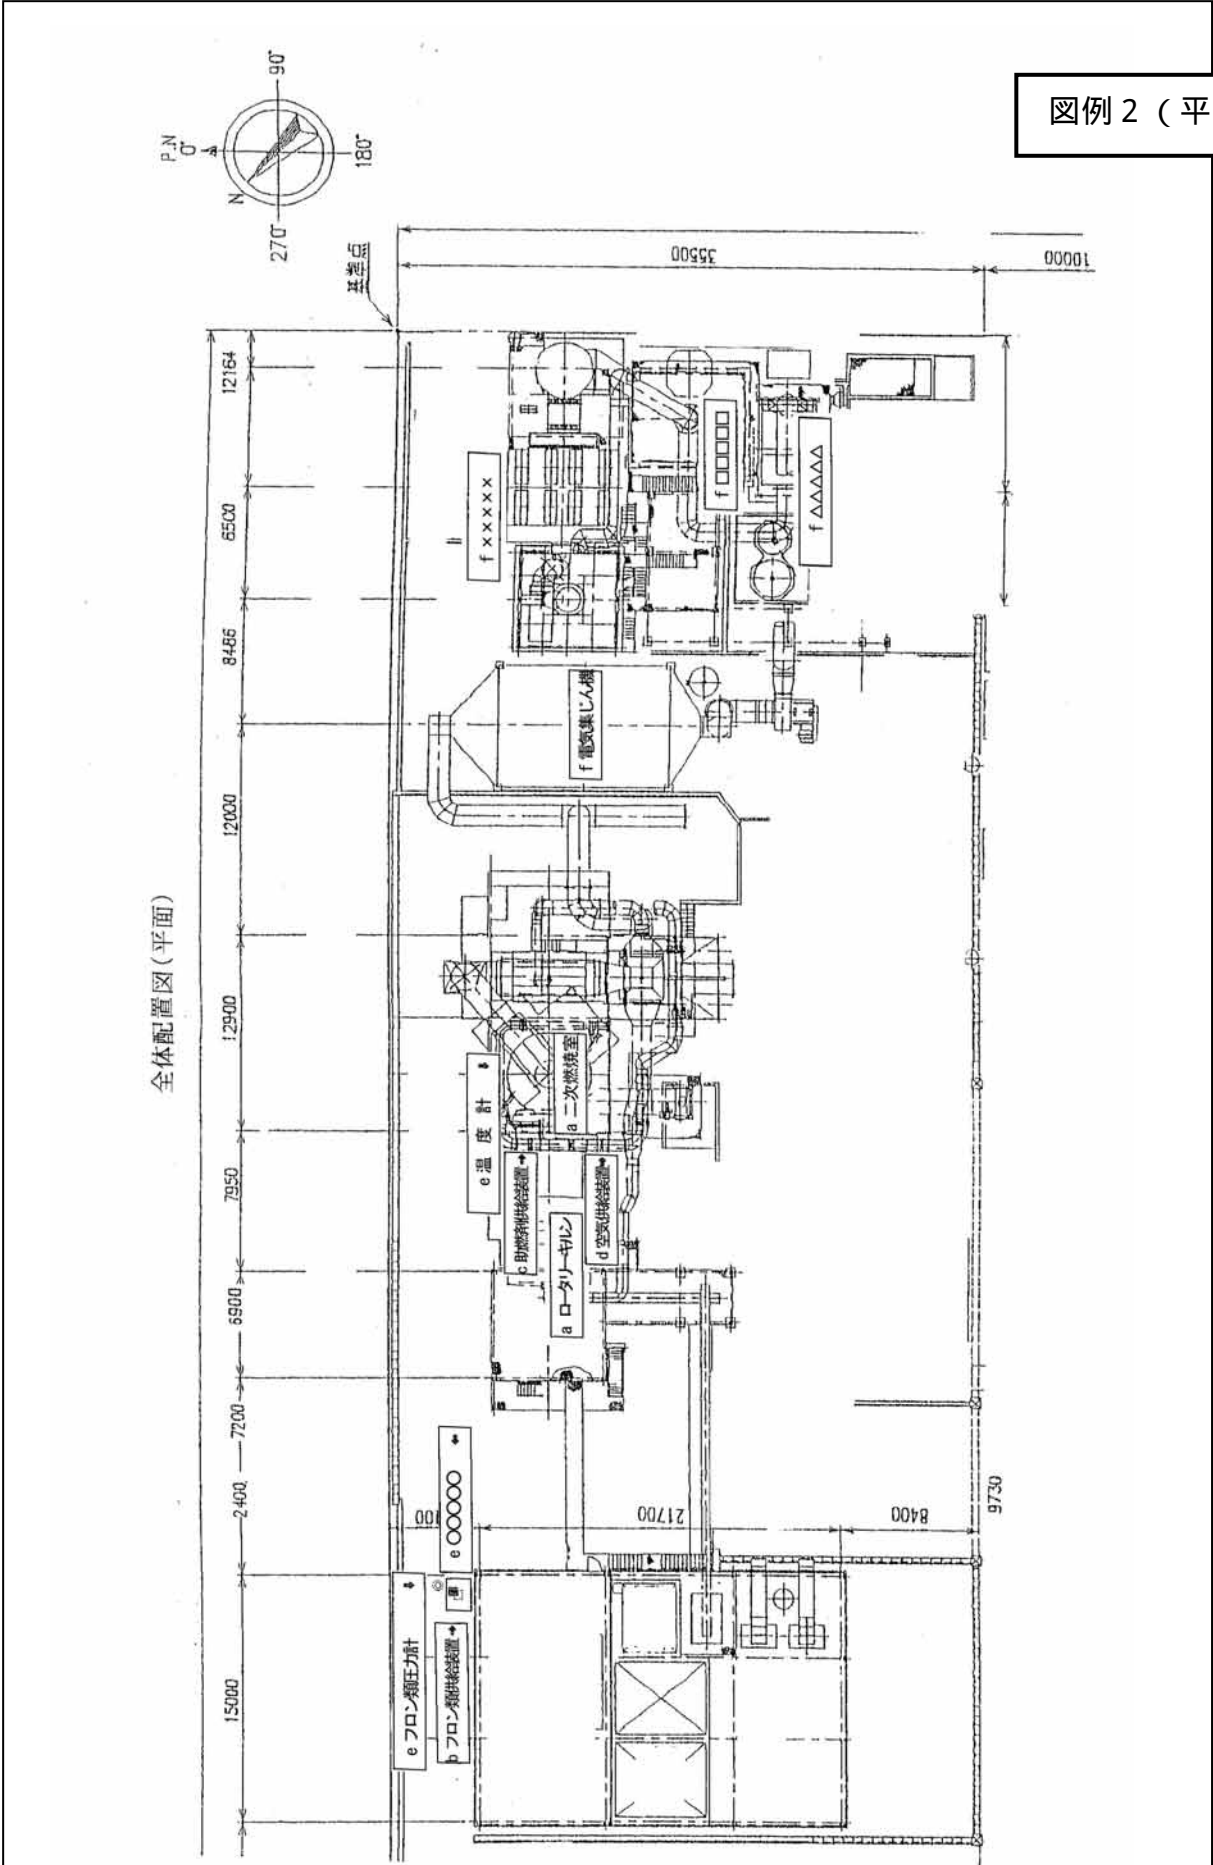 図例２（平
P.N
0°
90°
180°
270°
N
基準点
全体配置図(平面)
12164
6500
8486
12000
12900
7950
6900
7200
2400
15000
35500
10000
100
21700
8400
9730
f ××××××
f □□□□□
f △△△△△
f 電気集じん機
e 温 度 計
a 二次燃焼室
c 助燃剤供給装置
d 空気供給装置
a ロータリーキルン
e ○○○○○
e フロン類圧力計
b フロン類供給装置